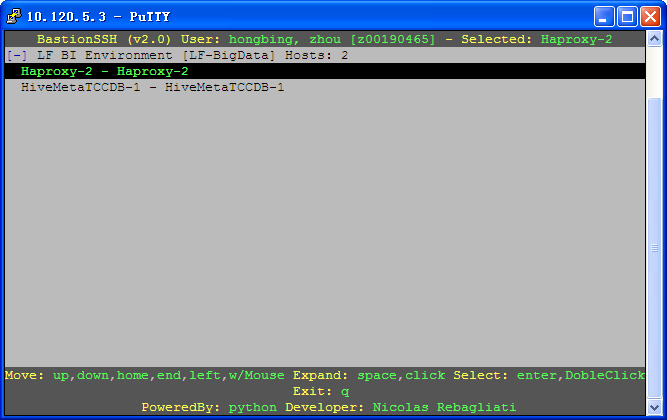 10.120.5.3 - PuTTY
BastionSSH (v2.0) User: hongbing, zhou [z00190465] - Selected: Haproxy-2
[-] LF BI Environment [LF-BigData] Hosts: 2
Haproxy-2 - Haproxy-2
HiveMetaTCCDB-1 - HiveMetaTCCDB-1
Move: up,down,home,end,left,w/Mouse Expand: space,click Select: enter,DobleClick
Exit: q
PoweredBy: python Developer: Nicolas Rebagliati